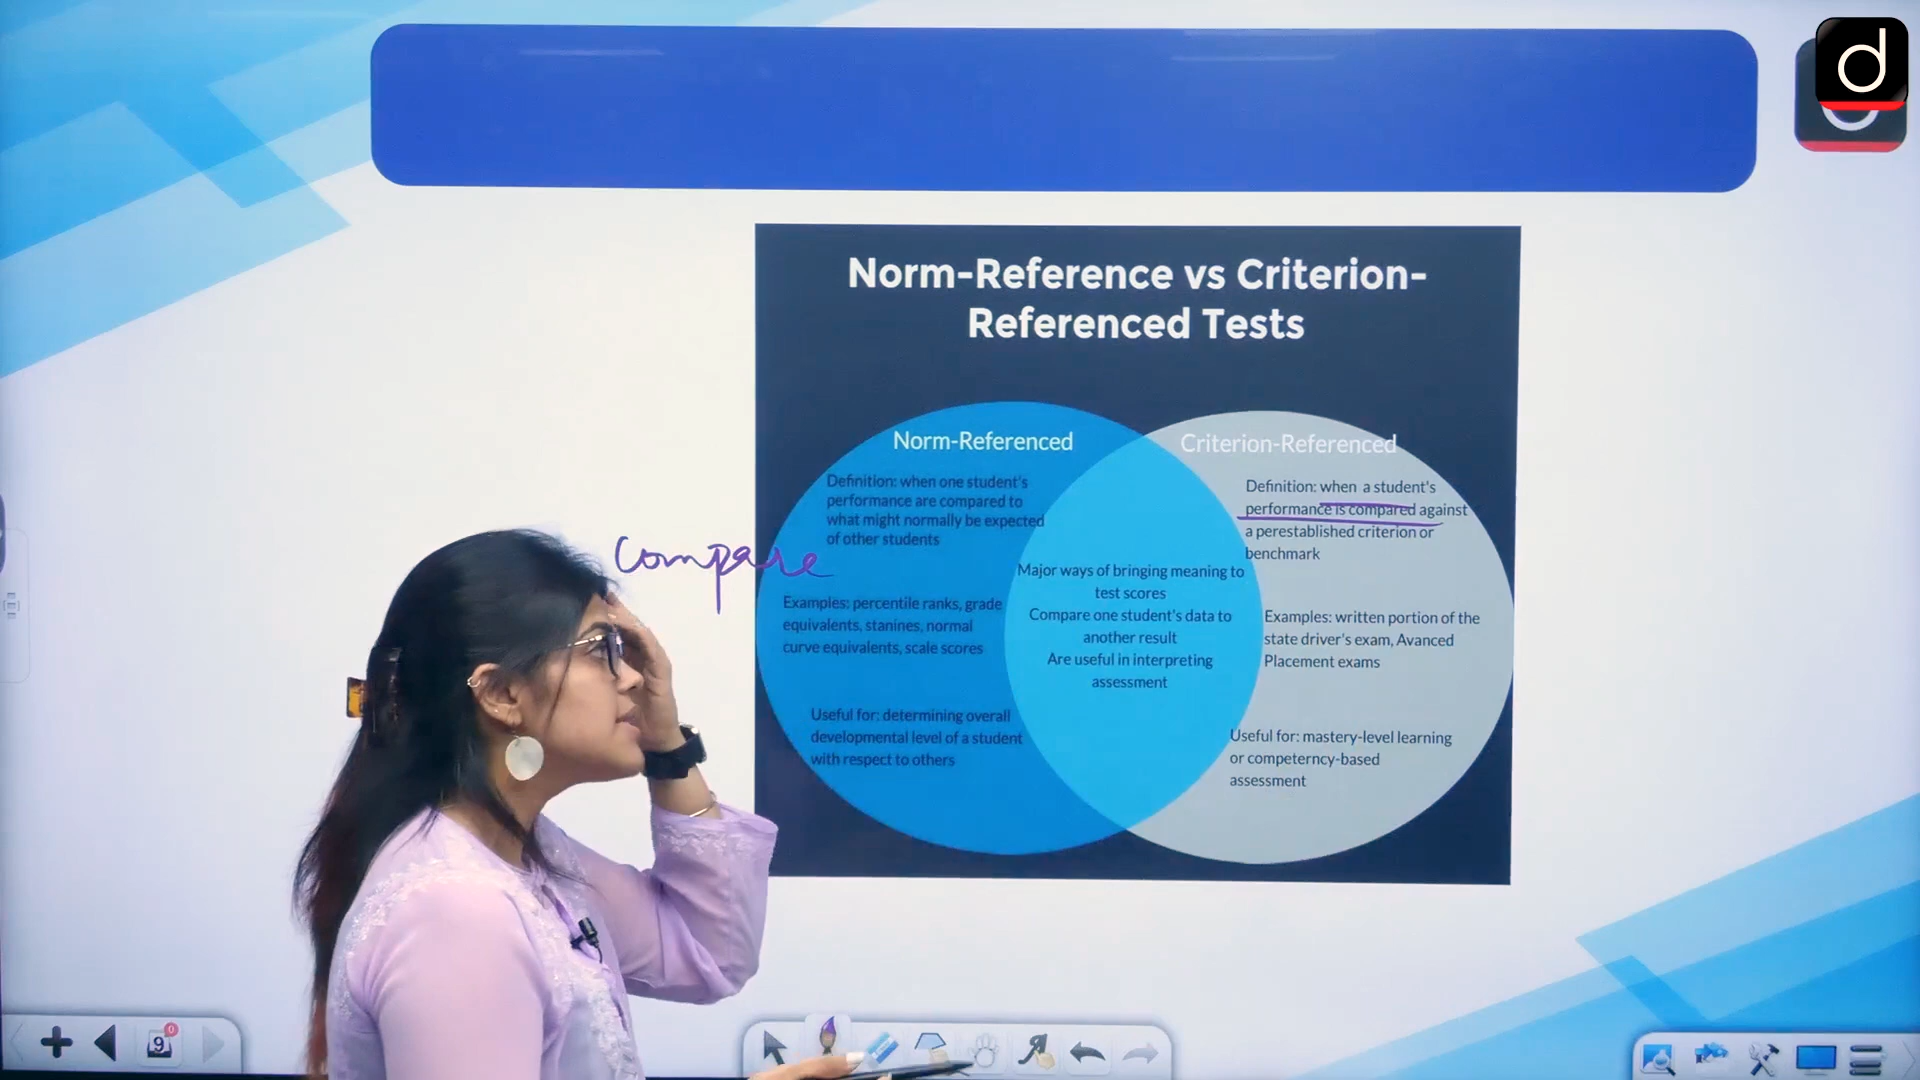 d
Norm-Reference vs Criterion-
Referenced Tests
Norm-Referenced
Definition: when one student's
performance are compared to
what might normally be expected
of other students
compare
Examples: percentile ranks, grade
equivalents, stanines, normal
curve equivalents, scale scores
Useful for: determining overall
developmental level of a student
with respect to others
Major ways of bringing meaning to
test scores
Compare one student's data to
another result
Are useful in interpreting
assessment
Criterion-Referenced
Definition: when a student's
performance is compared against
a perestablished criterion or
benchmark
Examples: written portion of the
state driver's exam, Avanced
Placement exams
Useful for: mastery-level learning
or competerncy-based
assessment
9
0